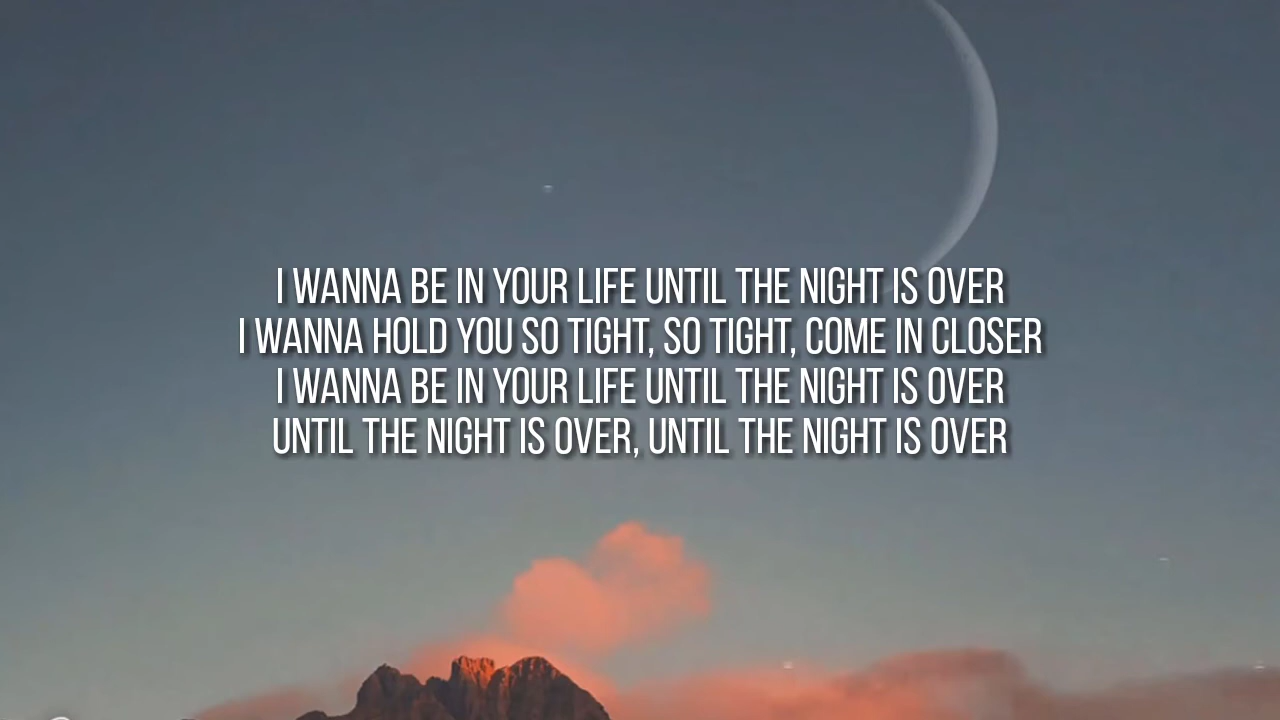 I WANNA BE IN YOUR LIFE UNTIL THE NIGHT IS OVER
I WANNA HOLD YOU SO TIGHT, SO TIGHT, COME IN CLOSER
I WANNA BE IN YOUR LIFE UNTIL THE NIGHT IS OVER
UNTIL THE NIGHT IS OVER, UNTIL THE NIGHT IS OVER